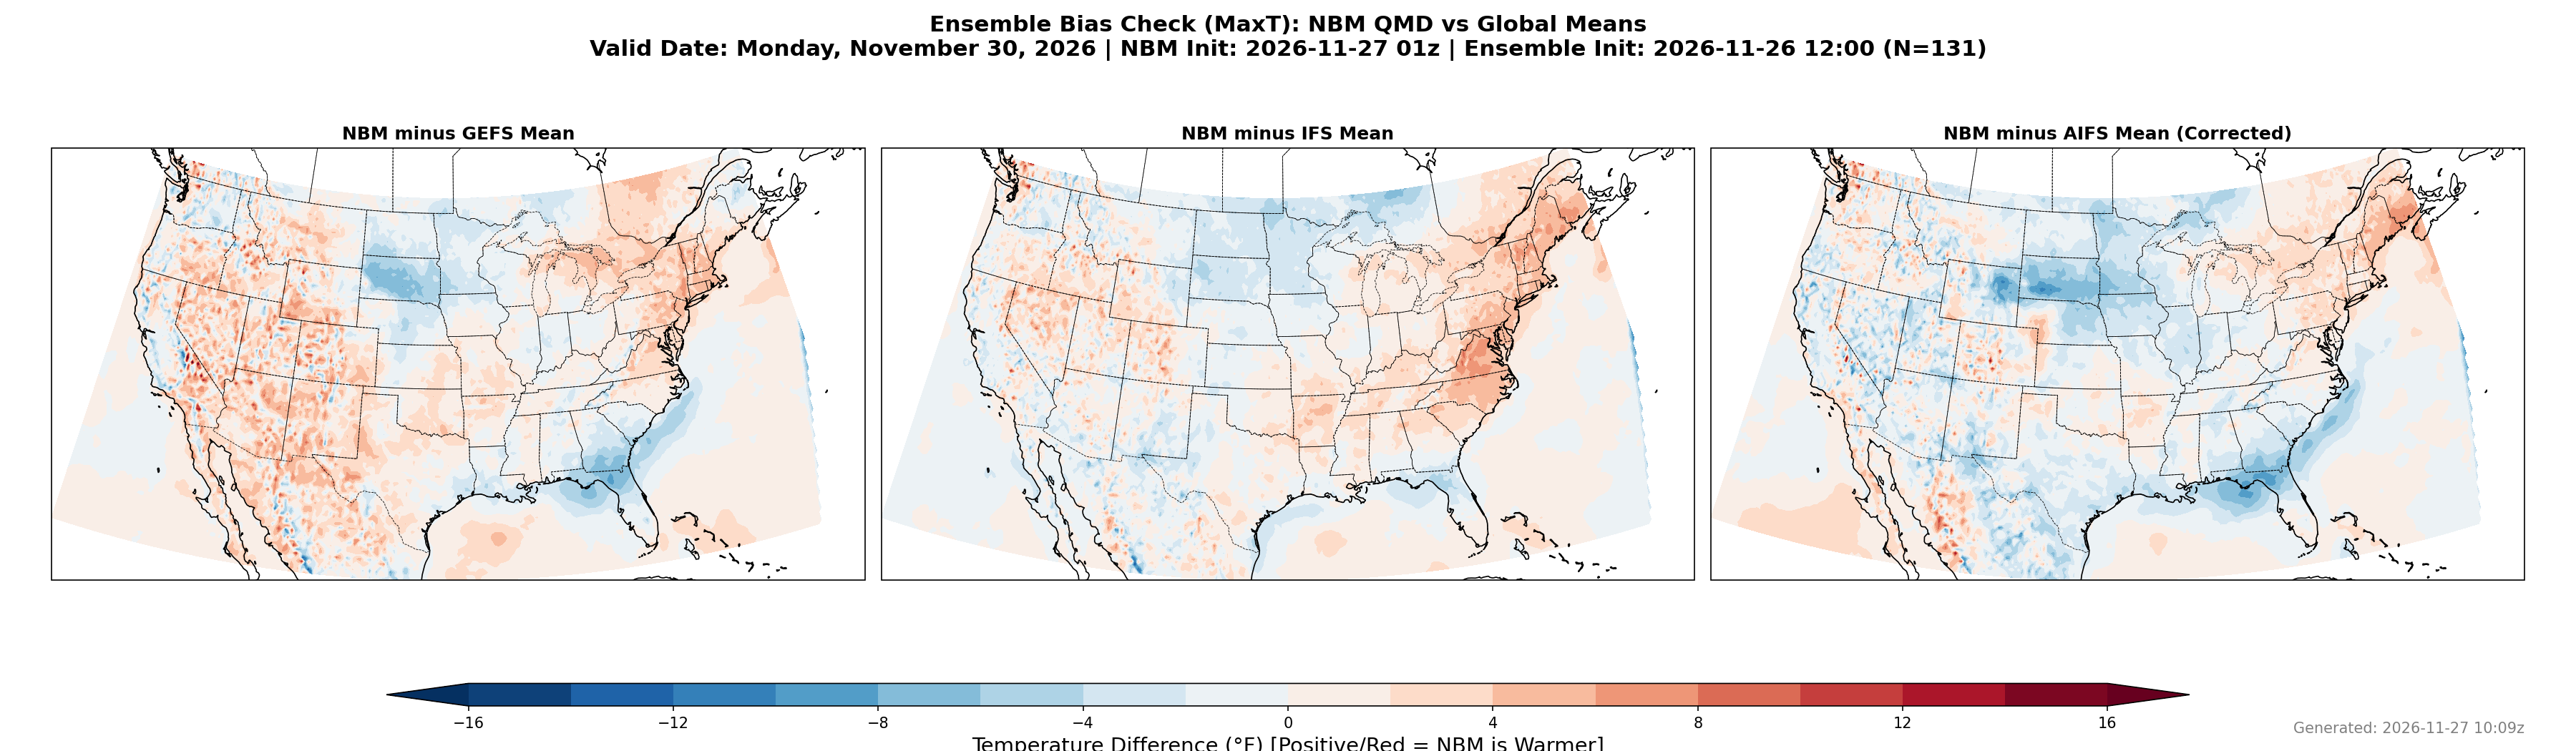 Ensemble Bias Check (MaxT): NBM QMD vs Global Means
Valid Date: Monday, November 30, 2026 | NBM Init: 2026-11-27 01z | Ensemble Init: 2026-11-26 12:00 (N=131)
NBM minus GEFS Mean
NBM minus IFS Mean
NBM minus AIFS Mean (Corrected)
−16 −12 −8 −4 0 4 8 12 16
Temperature Difference (°F) [Positive/Red = NBM is Warmer]
Generated: 2026-11-27 10:09z